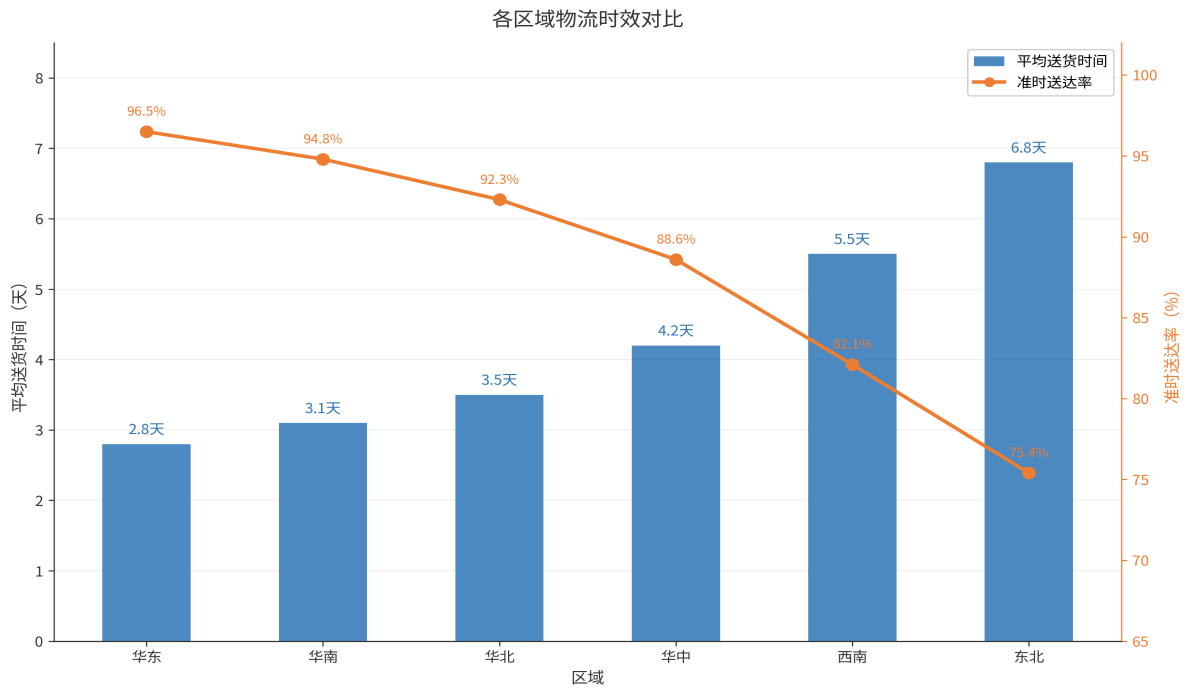 各区域物流时效对比
平均送货时间
准时送达率
平均送货时间（天）
8
7
6
5
4
3
2
1
0
96.5%
94.8%
92.3%
88.6%
82.1%
75.4%
2.8天
3.1天
3.5天
4.2天
5.5天
6.8天
100
95
90
85
80
75
70
65
准时送达率（%）
华东
华南
华北
华中
西南
东北
区域